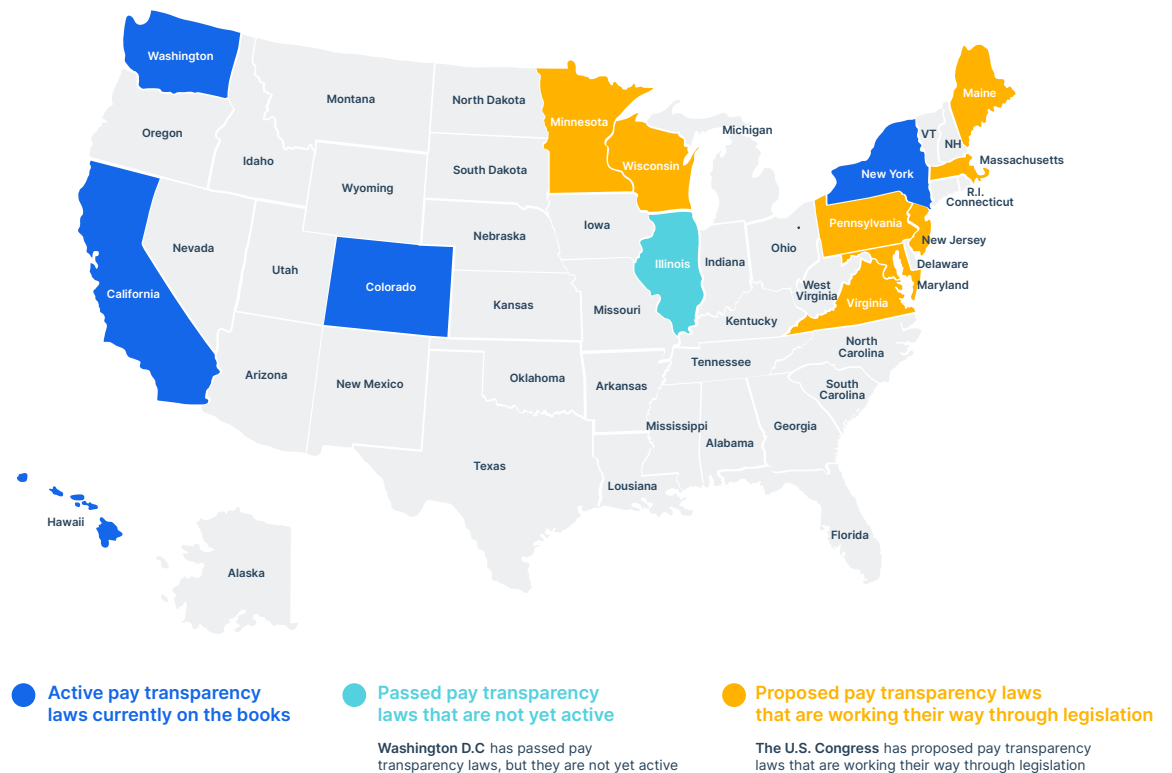 Washington
Montana
North Dakota
Minnesota
Maine
Oregon
Michigan
VT
NH
Idaho
South Dakota
Wisconsin
Massachusetts
Wyoming
New York
R.I.
Connecticut
Iowa
Pennsylvania
Nebraska
Nevada
Ohio
New Jersey
Utah
Illinois
Indiana
Delaware
California
Colorado
West
Virginia
Maryland
Kansas
Missouri
Virginia
Kentucky
North
Carolina
Tennessee
Arizona
New Mexico
Oklahoma
Arkansas
South
Carolina
Mississippi
Alabama
Georgia
Texas
Lousiana
Hawaii
Florida
Alaska
Active pay transparency
laws currently on the books
Passed pay transparency
laws that are not yet active
Washington D.C has passed pay
transparency laws, but they are not yet active
Proposed pay transparency laws
that are working their way through legislation
The U.S. Congress has proposed pay transparency
laws that are working their way through legislation